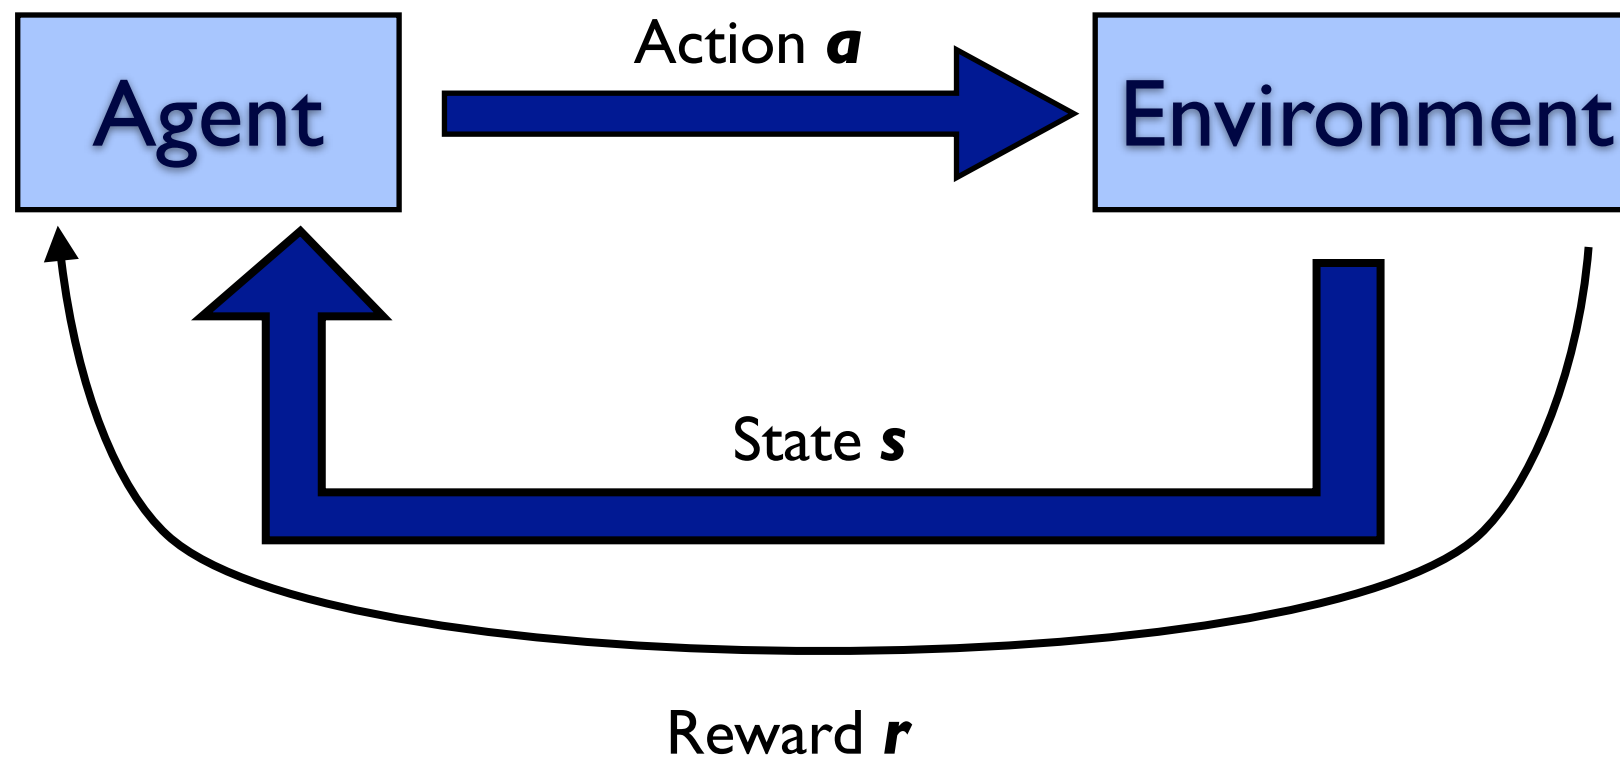 Action a
Agent
Environment
State s
Reward r